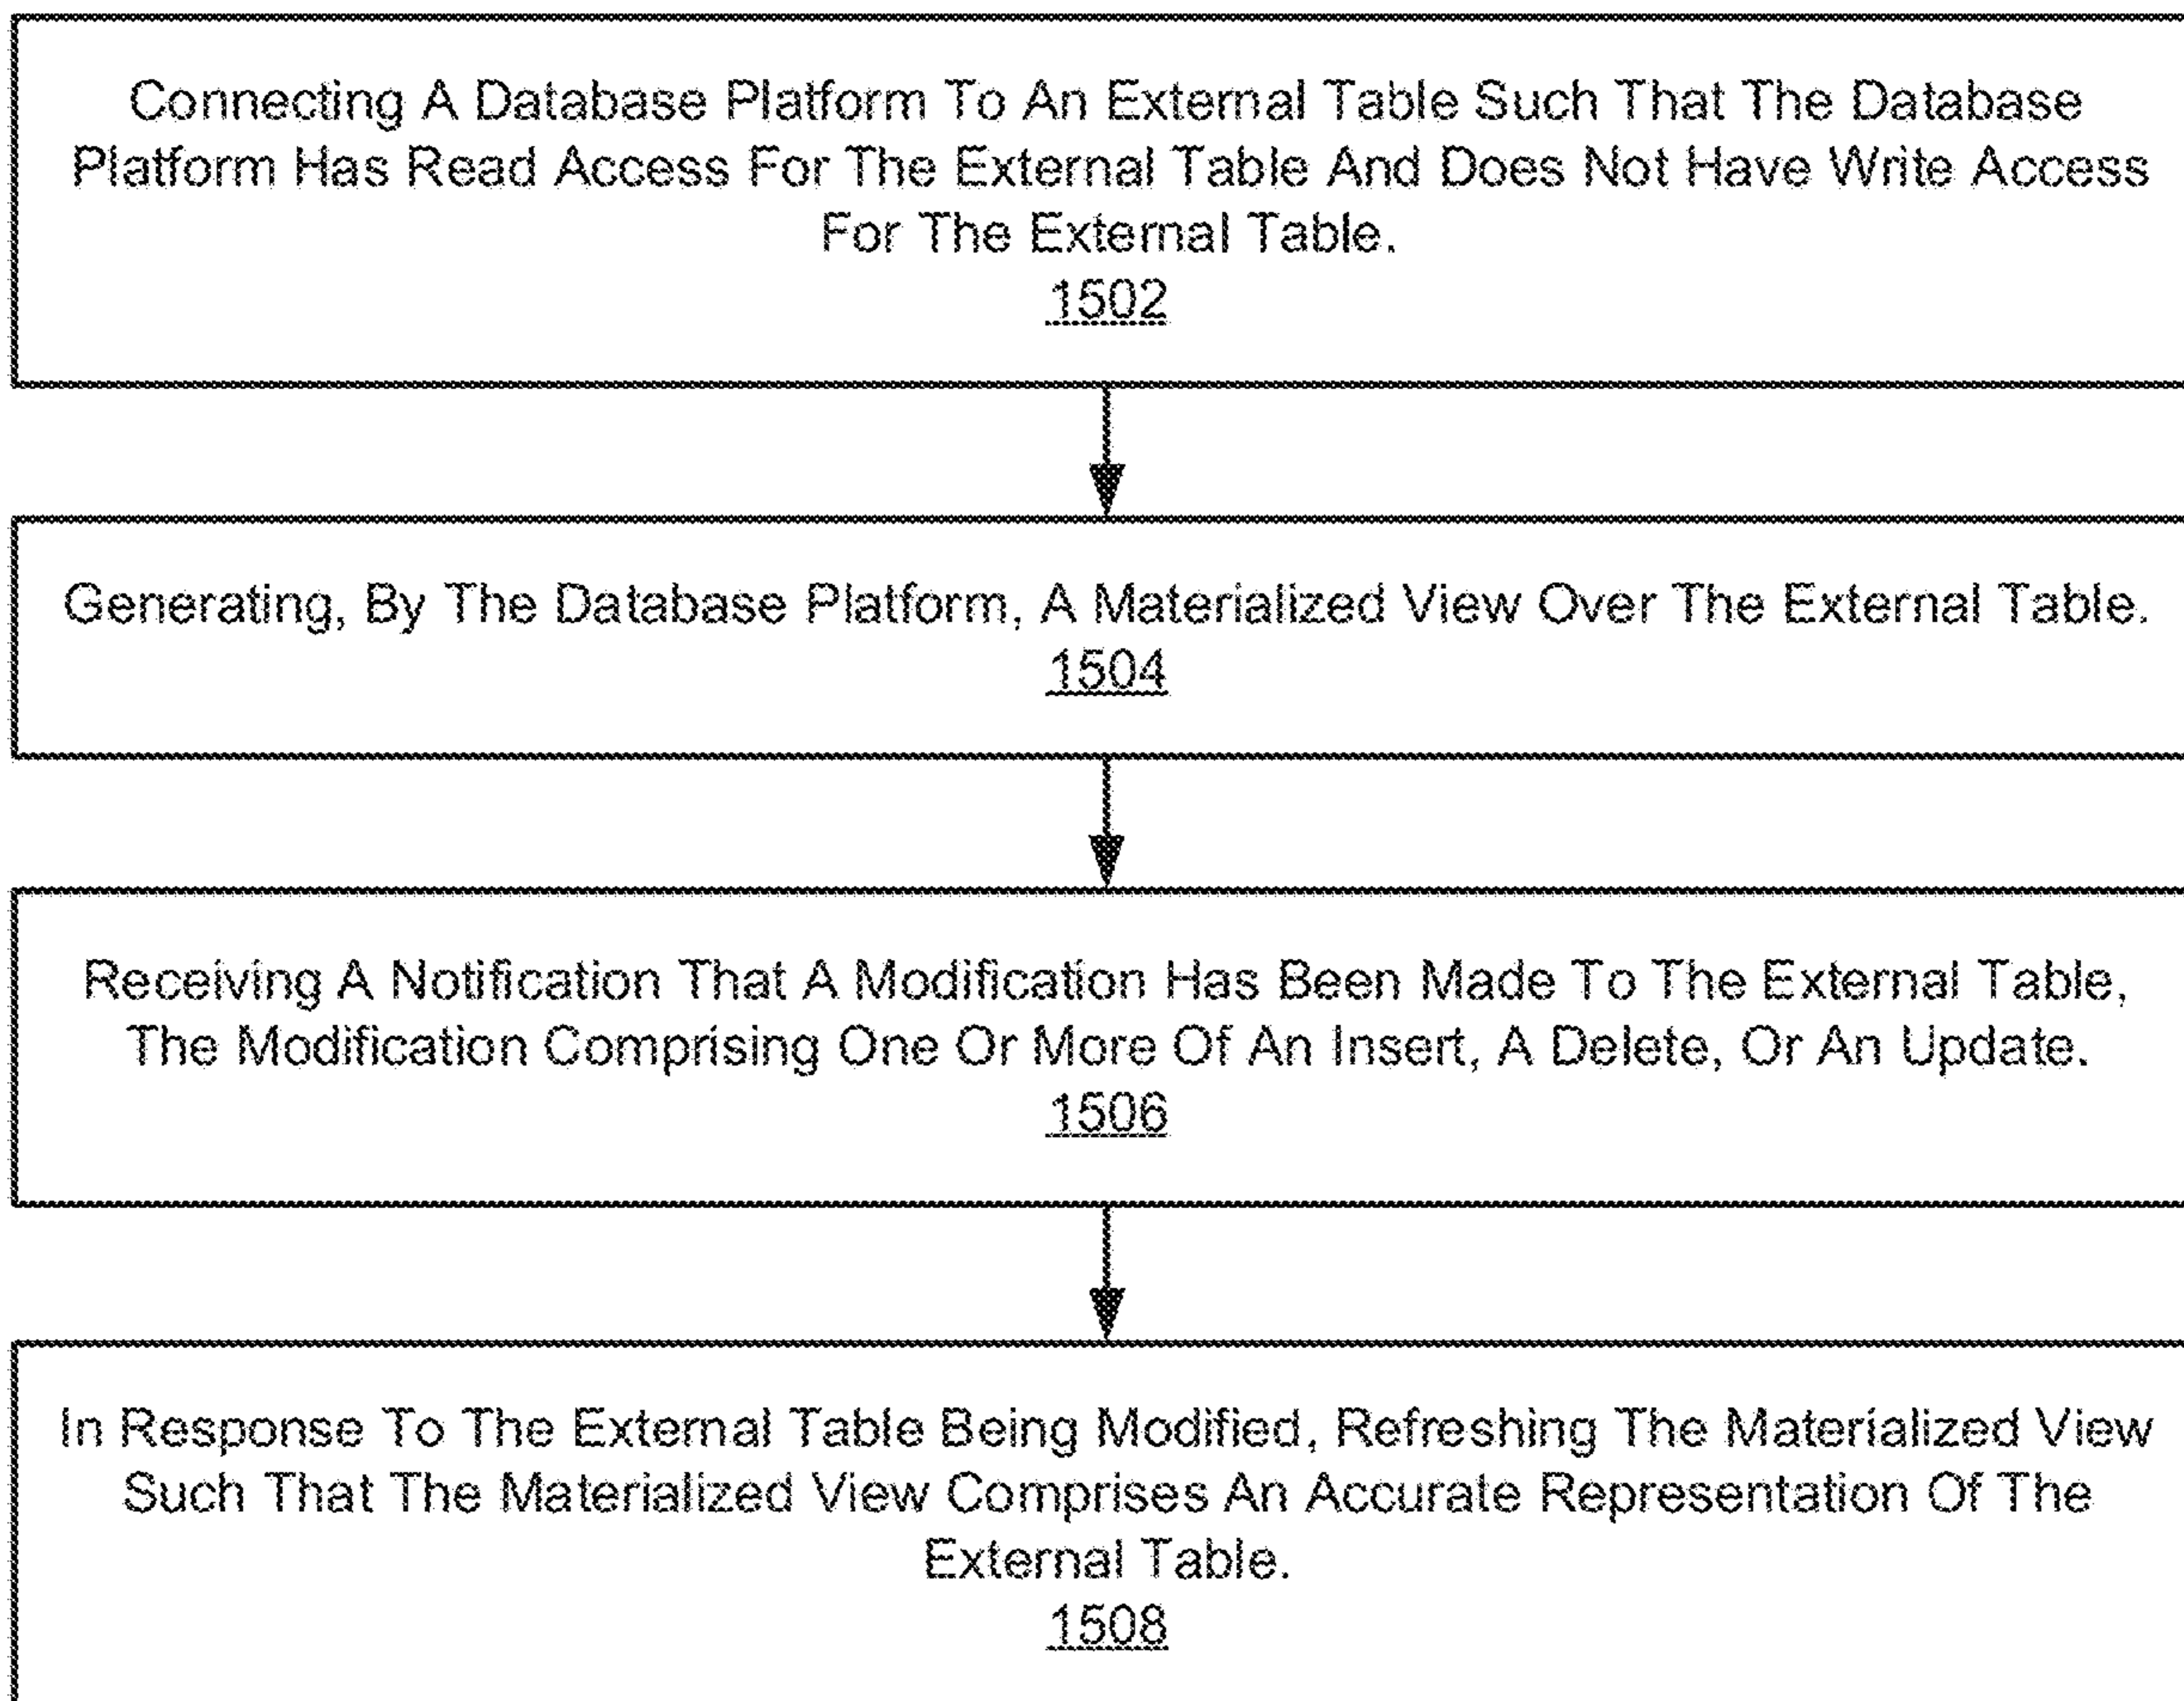 Connecting A Database Platform To An External Table Such That The Database
Platform Has Read Access For The External Table And Does Not Have Write Access
For The External Table.
1502
Generating, By The Database Platform, A Materialized View Over The External Table.
1504
Receiving A Notification That A Modification Has Been Made To The External Table,
The Modification Comprising One Or More Of An Insert, A Delete, Or An Update.
1506
In Response To The External Table Being Modified, Refreshing The Materialized View
Such That The Materialized View Comprises An Accurate Representation Of The
External Table.
1508